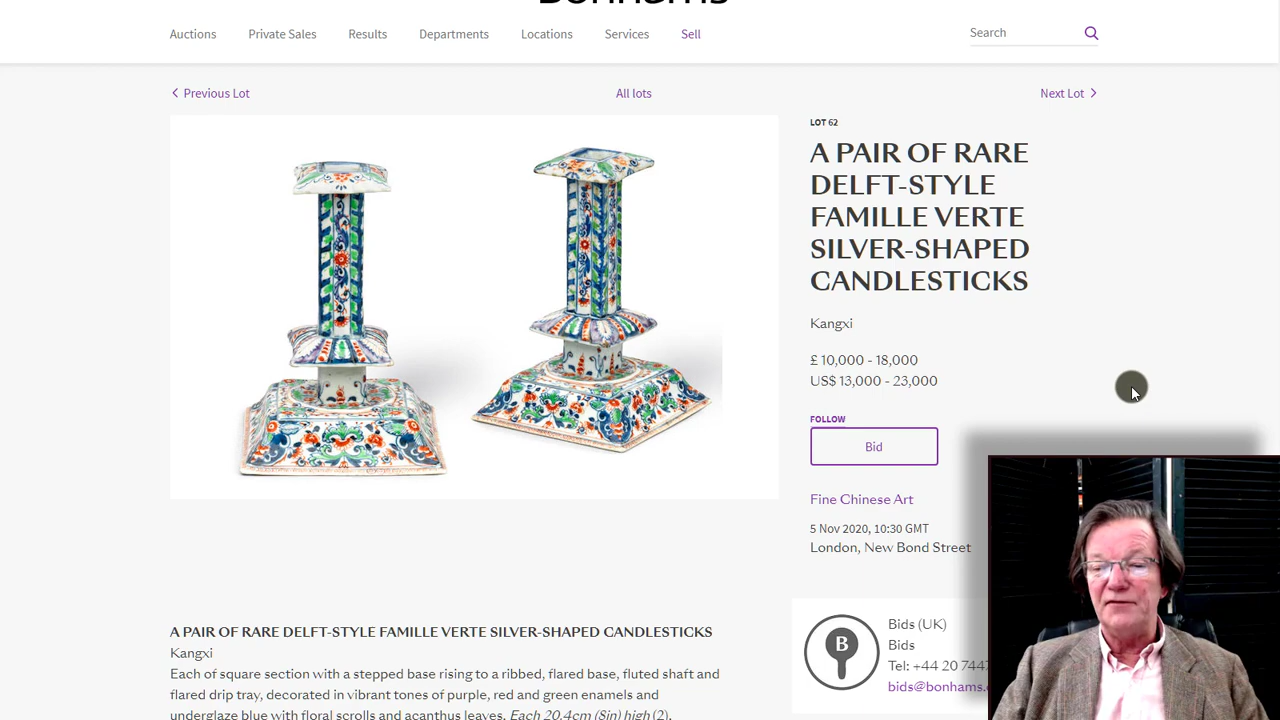 Bonhams
Auctions Private Sales Results Departments Locations Services Sell
Search
Previous Lot All lots Next Lot
LOT 62
A PAIR OF RARE
DELFT-STYLE
FAMILLE VERTE
SILVER-SHAPED
CANDLESTICKS
Kangxi
£ 10,000 - 18,000
US$ 13,000 - 23,000
FOLLOW
Bid
Fine Chinese Art
5 Nov 2020, 10:30 GMT
London, New Bond Street
A PAIR OF RARE DELFT-STYLE FAMILLE VERTE SILVER-SHAPED CANDLESTICKS
Kangxi
Each of square section with a stepped base rising to a ribbed, flared base, fluted shaft and
flared drip tray, decorated in vibrant tones of purple, red and green enamels and
underglaze blue with floral scrolls and acanthus leaves. Each 20.4cm (8in) high (2).
B
Bids (UK)
Bids
Tel: +44 20 7447
bids@bonhams.c